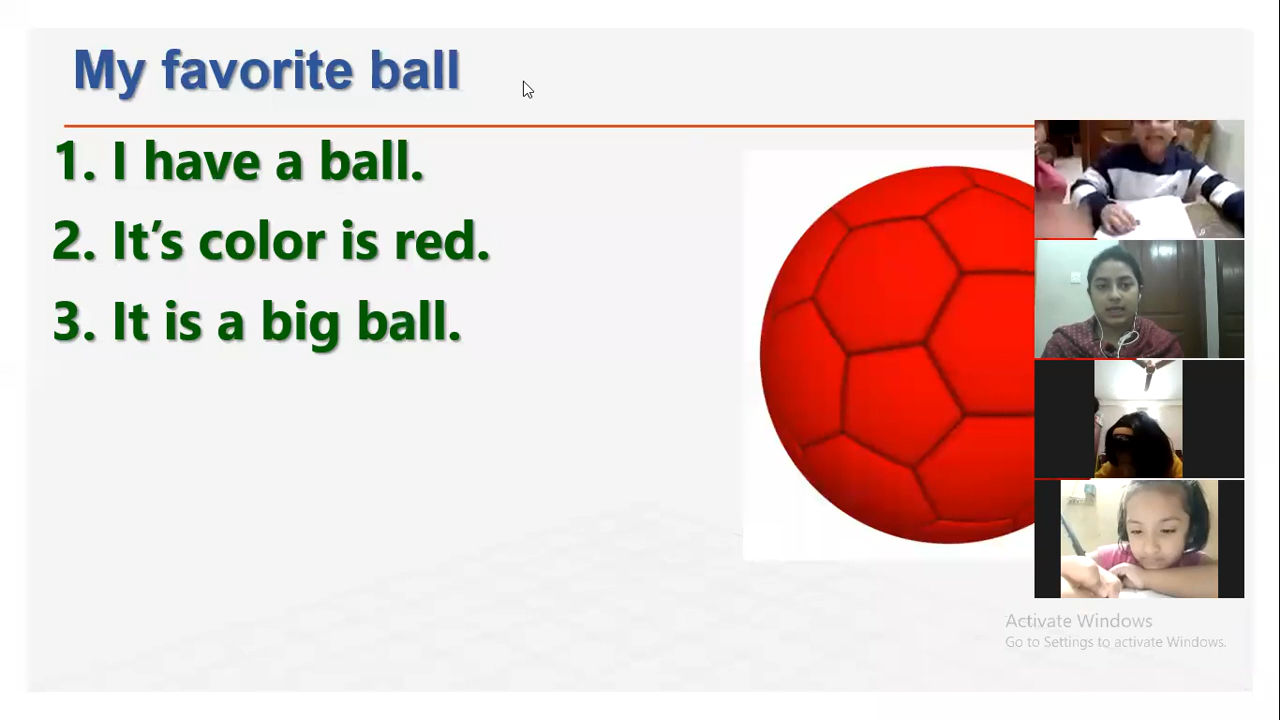 My favorite ball
1. I have a ball.
2. It’s color is red.
3. It is a big ball.
Activate Windows
Go to Settings to activate Windows.